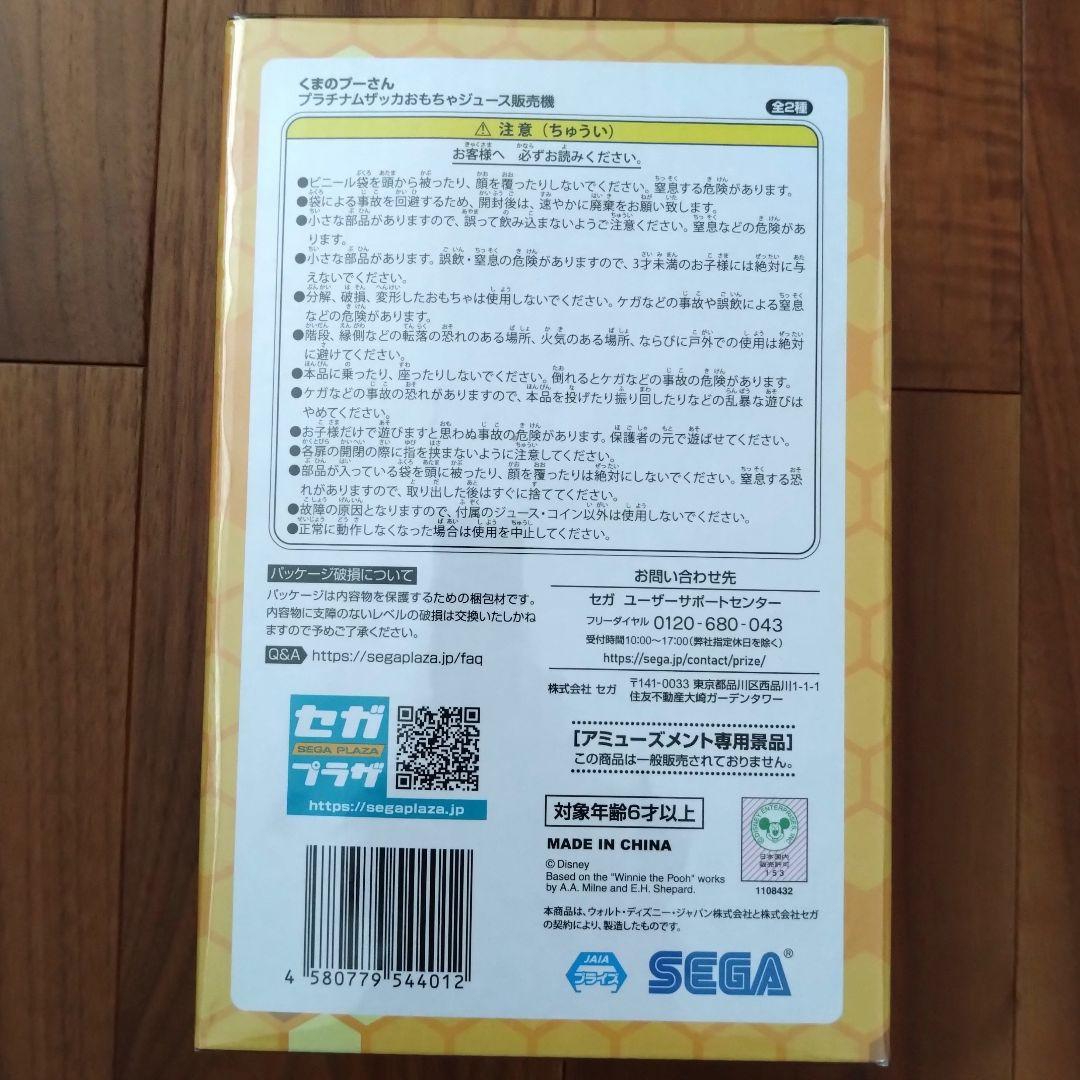 くまのプーさん
プラチナムザッカおもちゃジュース販売機
全2種
⚠ 注意（ちゅうい）
お客様へ 必ずお読みください。
●ビニール袋を頭から被ったり、顔を覆ったりしないでください。窒息する危険があります。
●袋による事故を回避するため、開封後は、速やかに廃棄をお願い致します。
●小さな部品がありますので、誤って飲み込まないようご注意ください。窒息などの危険があ
ります。
●小さな部品があります。誤飲・窒息の危険がありますので、3才未満のお子様には絶対に与
えないでください。
●分解、破損、変形したおもちゃは使用しないでください。ケガなどの事故や誤飲による窒息
などの危険があります。
●階段、縁側などの転落の恐れのある場所、火気のある場所、ならびに戸外での使用は絶対
に避けてください。
●本品に乗ったり、座ったりしないでください。倒れるとケガなどの事故の危険があります。
●ケガなどの事故の恐れがありますので、本品を投げたり振り回したりなどの乱暴な遊びは
やめてください。
●お子様だけで遊びますと思わぬ事故の危険があります。保護者の元で遊ばせてください。
●各扉の開閉の際に指を挟まないように注意してください。
●部品が入っている袋を頭に被ったり、顔を覆ったりは絶対にしないでください。窒息する恐
れがありますので、取り出した後はすぐに捨ててください。
●故障の原因となりますので、付属のジュース・コイン以外は使用しないでください。
●正常に動作しなくなった場合は使用を中止してください。
パッケージ破損について
パッケージは内容物を保護するための梱包材です。
内容物に支障のないレベルの破損は交換いたしかね
ますので予めご了承ください。
Q&A https://segaplaza.jp/faq
セガ
SEGA PLAZA
プラザ
https://segaplaza.jp
4 580779 544012
お問い合わせ先
セガ ユーザーサポートセンター
フリーダイヤル 0120-680-043
受付時間10:00〜17:00(弊社指定休日を除く)
https://sega.jp/contact/prize/
株式会社 セガ 〒141-0033 東京都品川区西品川1-1-1
住友不動産大崎ガーデンタワー
[アミューズメント専用景品]
この商品は一般販売されておりません。
対象年齢6才以上
MADE IN CHINA
© Disney
Based on the "Winnie the Pooh" works
by A.A. Milne and E.H. Shepard.
©DISNEY ENTERPRISES, INC.
日本国内
販売許可
153
1108432
本商品は、ウォルト・ディズニー・ジャパン株式会社と株式会社セガ
の契約により、製造したものです。
JAIA
プライズ
SEGA®